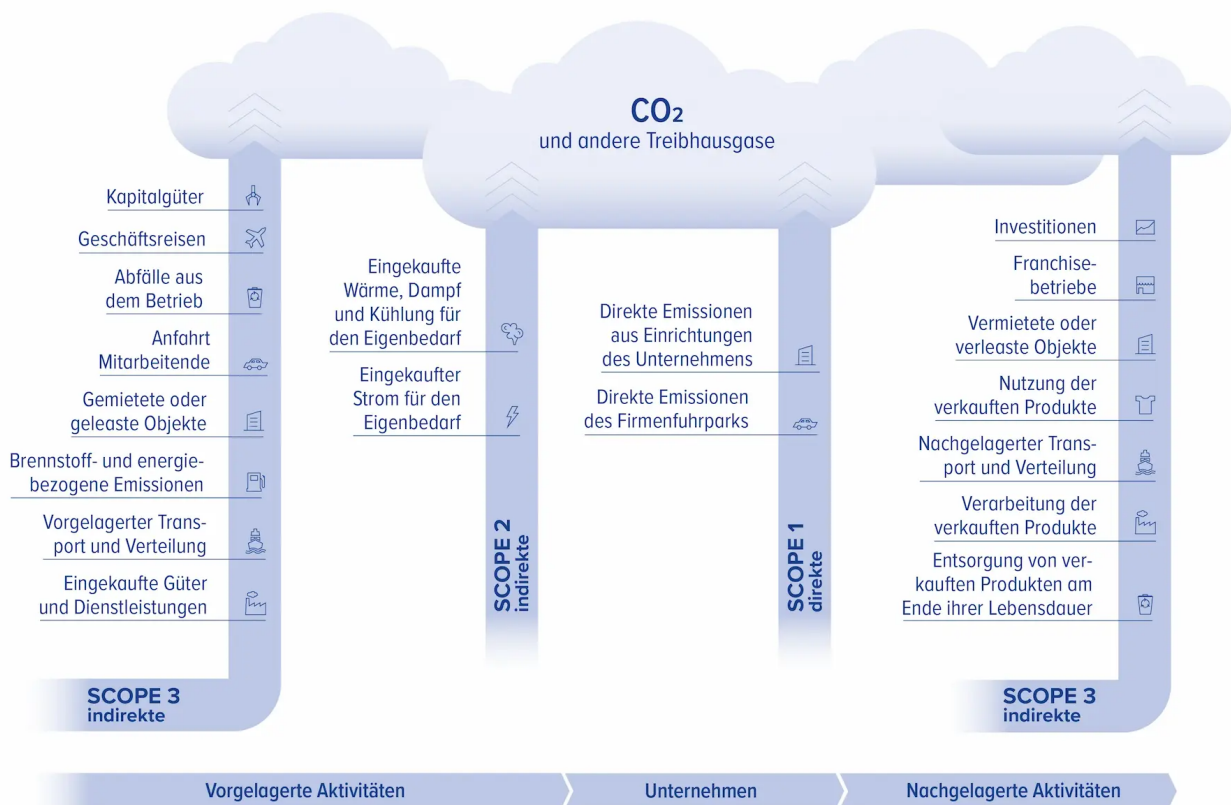 CO₂
und andere Treibhausgase
Kapitalgüter
Geschäftsreisen
Abfälle aus
dem Betrieb
Anfahrt
Mitarbeitende
Gemietete oder
geleaste Objekte
Brennstoff- und energie-
bezogene Emissionen
Vorgelagerter Trans-
port und Verteilung
Eingekaufte Güter
und Dienstleistungen
SCOPE 3
indirekte
Eingekaufte
Wärme, Dampf
und Kühlung für
den Eigenbedarf
Eingekaufter
Strom für den
Eigenbedarf
SCOPE 2
indirekte
Direkte Emissionen
aus Einrichtungen
des Unternehmens
Direkte Emissionen
des Firmenfuhrparks
SCOPE 1
direkte
Investitionen
Franchise-
betriebe
Vermietete oder
verleaste Objekte
Nutzung der
verkauften Produkte
Nachgelagerter Trans-
port und Verteilung
Verarbeitung der
verkauften Produkte
Entsorgung von ver-
kauften Produkten am
Ende ihrer Lebensdauer
SCOPE 3
indirekte
Vorgelagerte Aktivitäten
Unternehmen
Nachgelagerte Aktivitäten